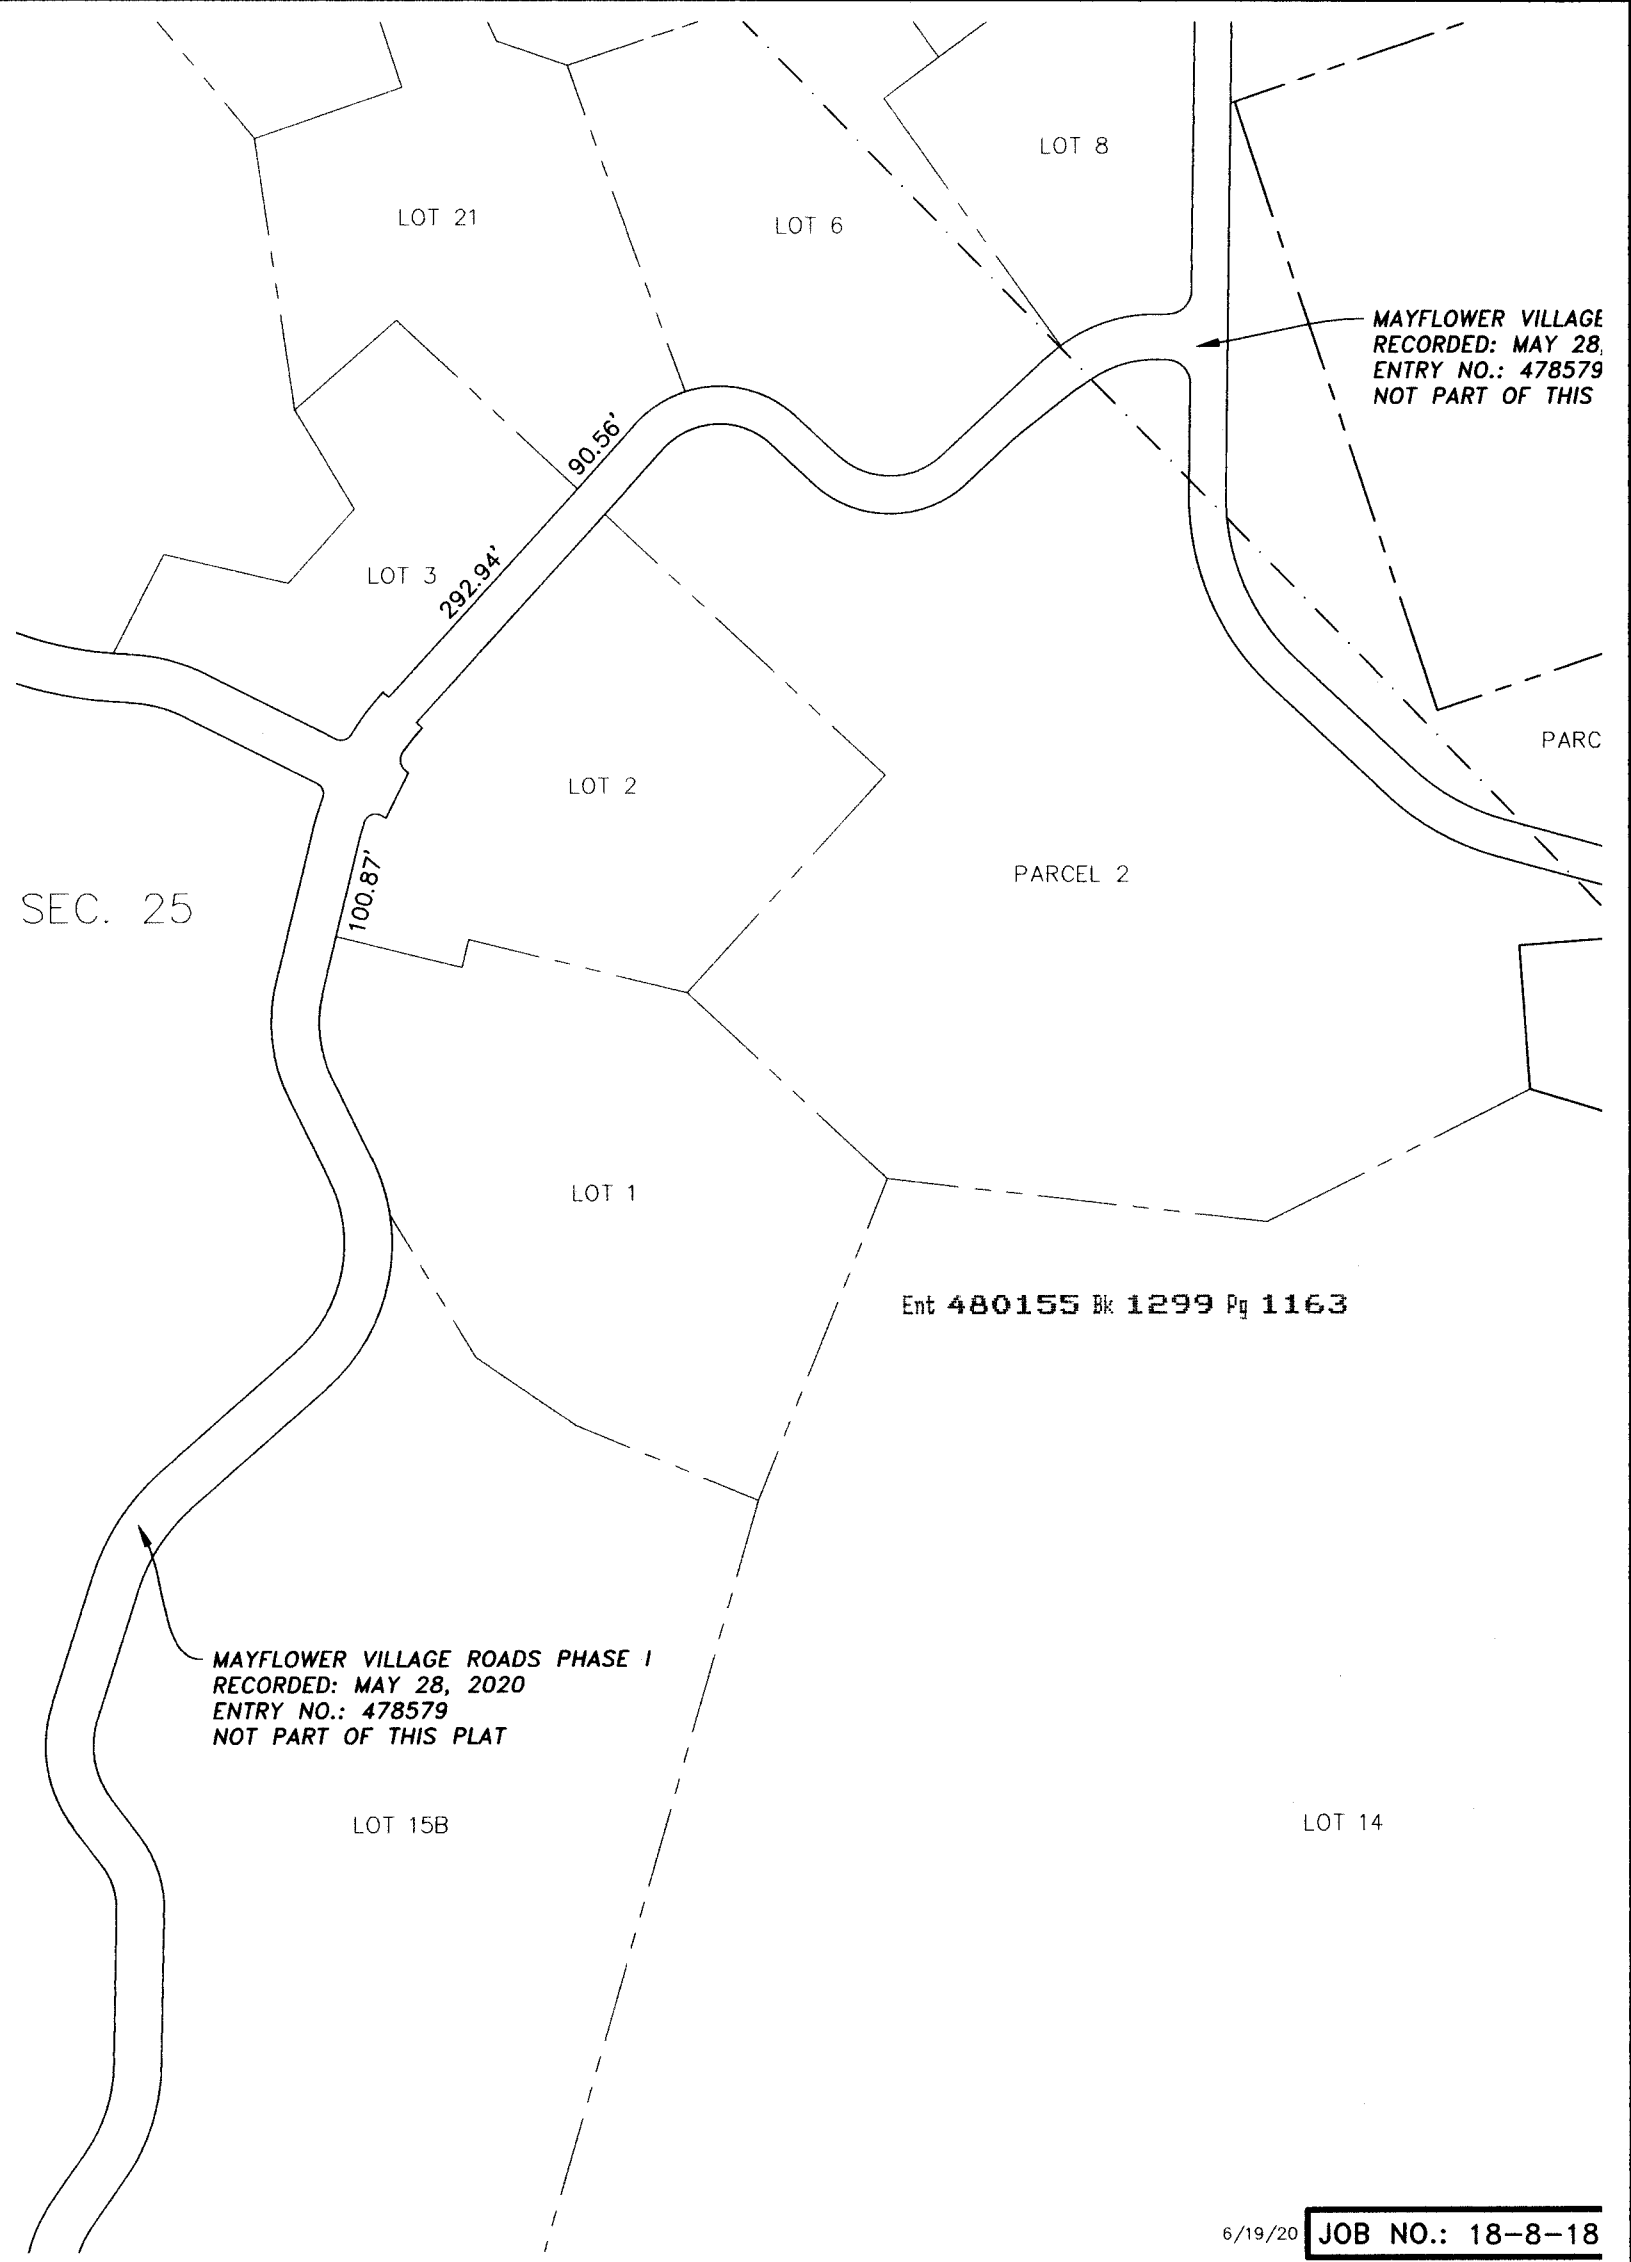 LOT 8
LOT 21
LOT 6
MAYFLOWER VILLAGE
RECORDED: MAY 28,
ENTRY NO.: 478579
NOT PART OF THIS
90.56'
292.94'
LOT 3
PARC
LOT 2
100.87'
PARCEL 2
SEC. 25
LOT 1
Ent 480155 Bk 1299 Pg 1163
MAYFLOWER VILLAGE ROADS PHASE I
RECORDED: MAY 28, 2020
ENTRY NO.: 478579
NOT PART OF THIS PLAT
LOT 15B
LOT 14
6/19/20
JOB NO.: 18-8-18